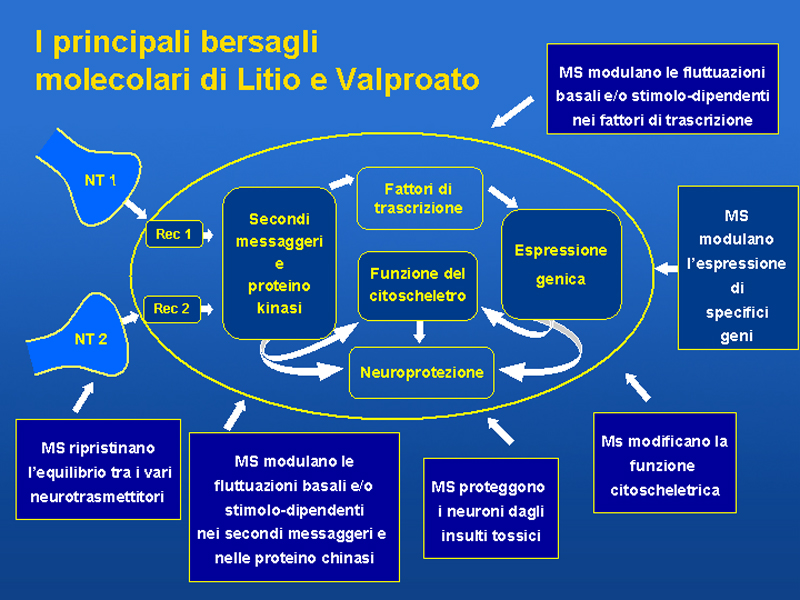 I principali bersagli
molecolari di Litio e Valproato
MS modulano le fluttuazioni
basali e/o stimolo-dipendenti
nei fattori di trascrizione
NT 1
Rec 1
Secondi
messaggeri
e
proteino
kinasi
Fattori di
trascrizione
Funzione del
citoscheletro
Espressione
genica
MS
modulano
l'espressione
di
specifici
geni
Rec 2
NT 2
Neuroprotezione
MS ripristinano
l'equilibrio tra i vari
neurotrasmettitori
MS modulano le
fluttuazioni basali e/o
stimolo-dipendenti
nei secondi messaggeri e
nelle proteino chinasi
MS proteggono
i neuroni dagli
insulti tossici
Ms modificano la
funzione
citoscheletrica